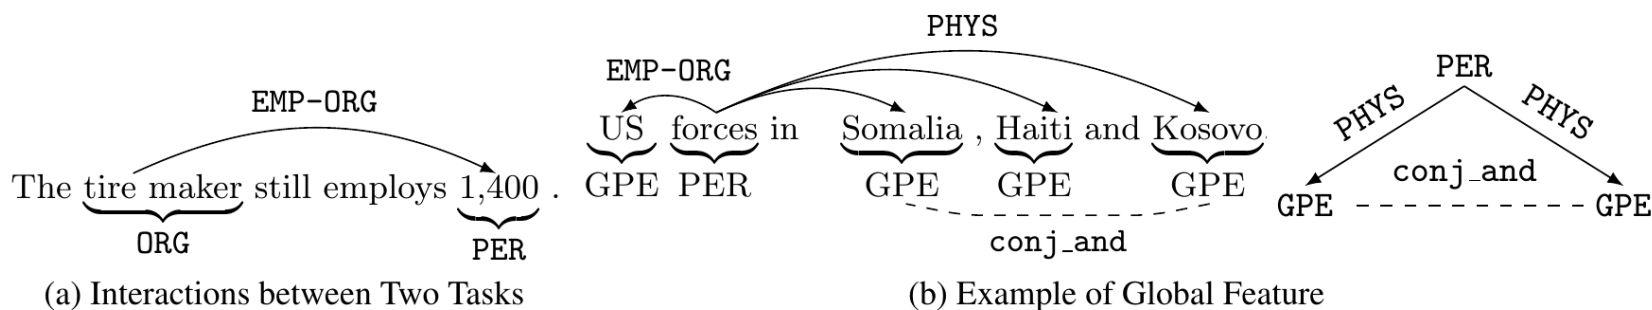 EMP-ORG
The tire maker still employs 1,400 .
ORG
PER
(a) Interactions between Two Tasks
PHYS
EMP-ORG
US forces in Somalia , Haiti and Kosovo.
GPE PER GPE GPE GPE
conj_and
PER
PHYS PHYS
conj_and
GPE GPE
(b) Example of Global Feature